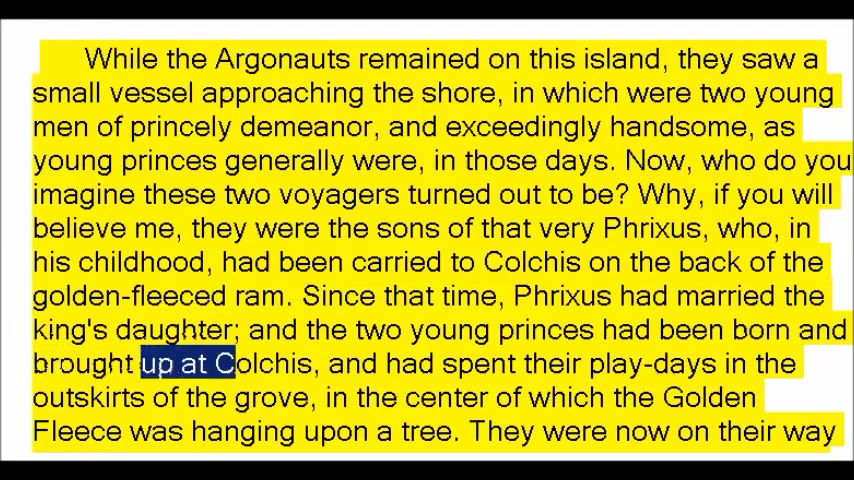 While the Argonauts remained on this island, they saw a
small vessel approaching the shore, in which were two young
men of princely demeanor, and exceedingly handsome, as
young princes generally were, in those days. Now, who do you
imagine these two voyagers turned out to be? Why, if you will
believe me, they were the sons of that very Phrixus, who, in
his childhood, had been carried to Colchis on the back of the
golden-fleeced ram. Since that time, Phrixus had married the
king's daughter; and the two young princes had been born and
brought up at Colchis, and had spent their play-days in the
outskirts of the grove, in the center of which the Golden
Fleece was hanging upon a tree. They were now on their way